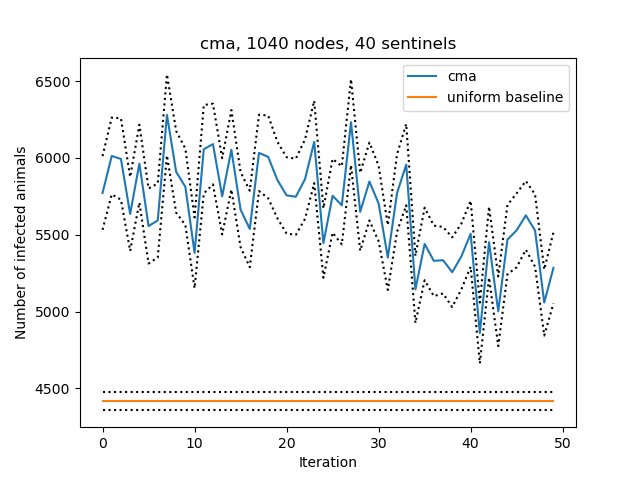 cma, 1040 nodes, 40 sentinels
cma
uniform baseline
Number of infected animals
6500
6000
5500
5000
4500
0 10 20 30 40 50
Iteration